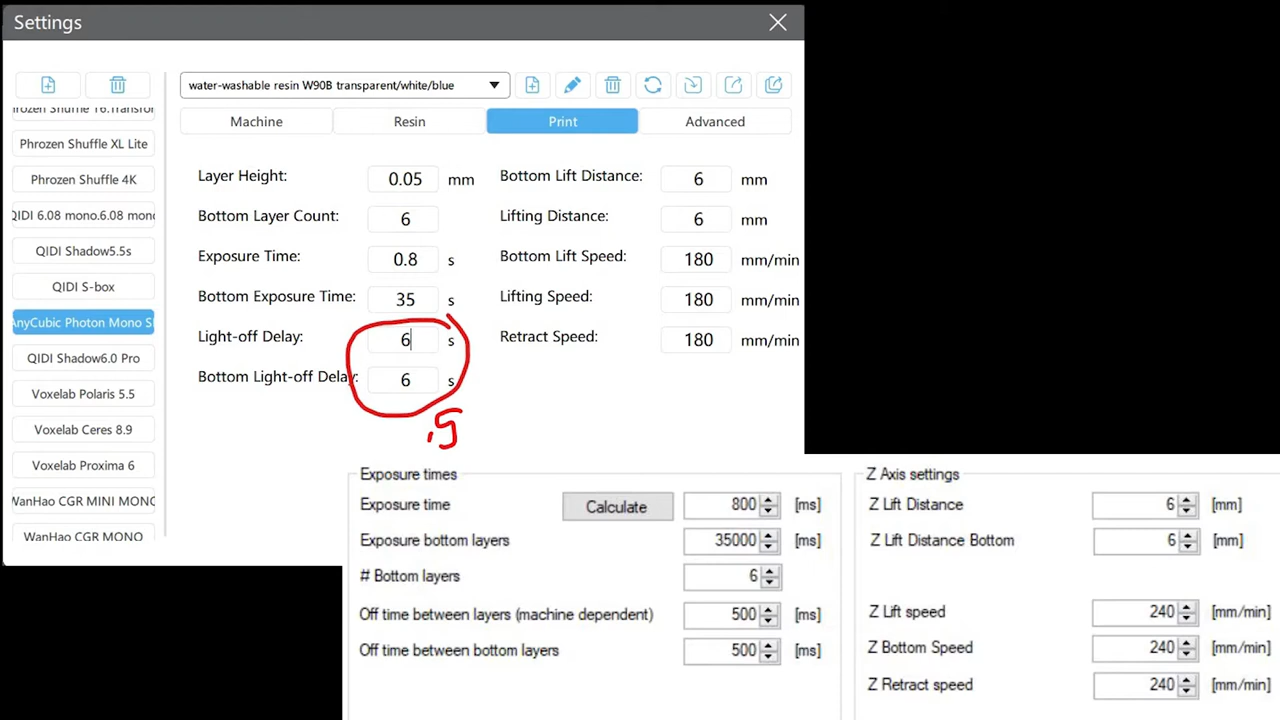 Settings
water-washable resin W90B transparent/white/blue
Machine Resin Print Advanced
Phrozen Shuffle XL Lite
Phrozen Shuffle 4K
QIDI 6.08 mono.6.08 mono
QIDI Shadow5.5s
QIDI S-box
AnyCubic Photon Mono S
QIDI Shadow6.0 Pro
Voxelab Polaris 5.5
Voxelab Ceres 8.9
Voxelab Proxima 6
WanHao CGR MINI MONO
WanHao CGR MONO
Layer Height: 0.05 mm
Bottom Layer Count: 6
Exposure Time: 0.8 s
Bottom Exposure Time: 35 s
Light-off Delay: 6 s
Bottom Light-off Delay: 6 s
.5
Bottom Lift Distance: 6 mm
Lifting Distance: 6 mm
Bottom Lift Speed: 180 mm/min
Lifting Speed: 180 mm/min
Retract Speed: 180 mm/min
Exposure times
Exposure time Calculate 800 [ms]
Exposure bottom layers 35000 [ms]
# Bottom layers 6
Off time between layers (machine dependent) 500 [ms]
Off time between bottom layers 500 [ms]
Z Axis settings
Z Lift Distance 6 [mm]
Z Lift Distance Bottom 6 [mm]
Z Lift speed 240 [mm/min]
Z Bottom Speed 240 [mm/min]
Z Retract speed 240 [mm/min]